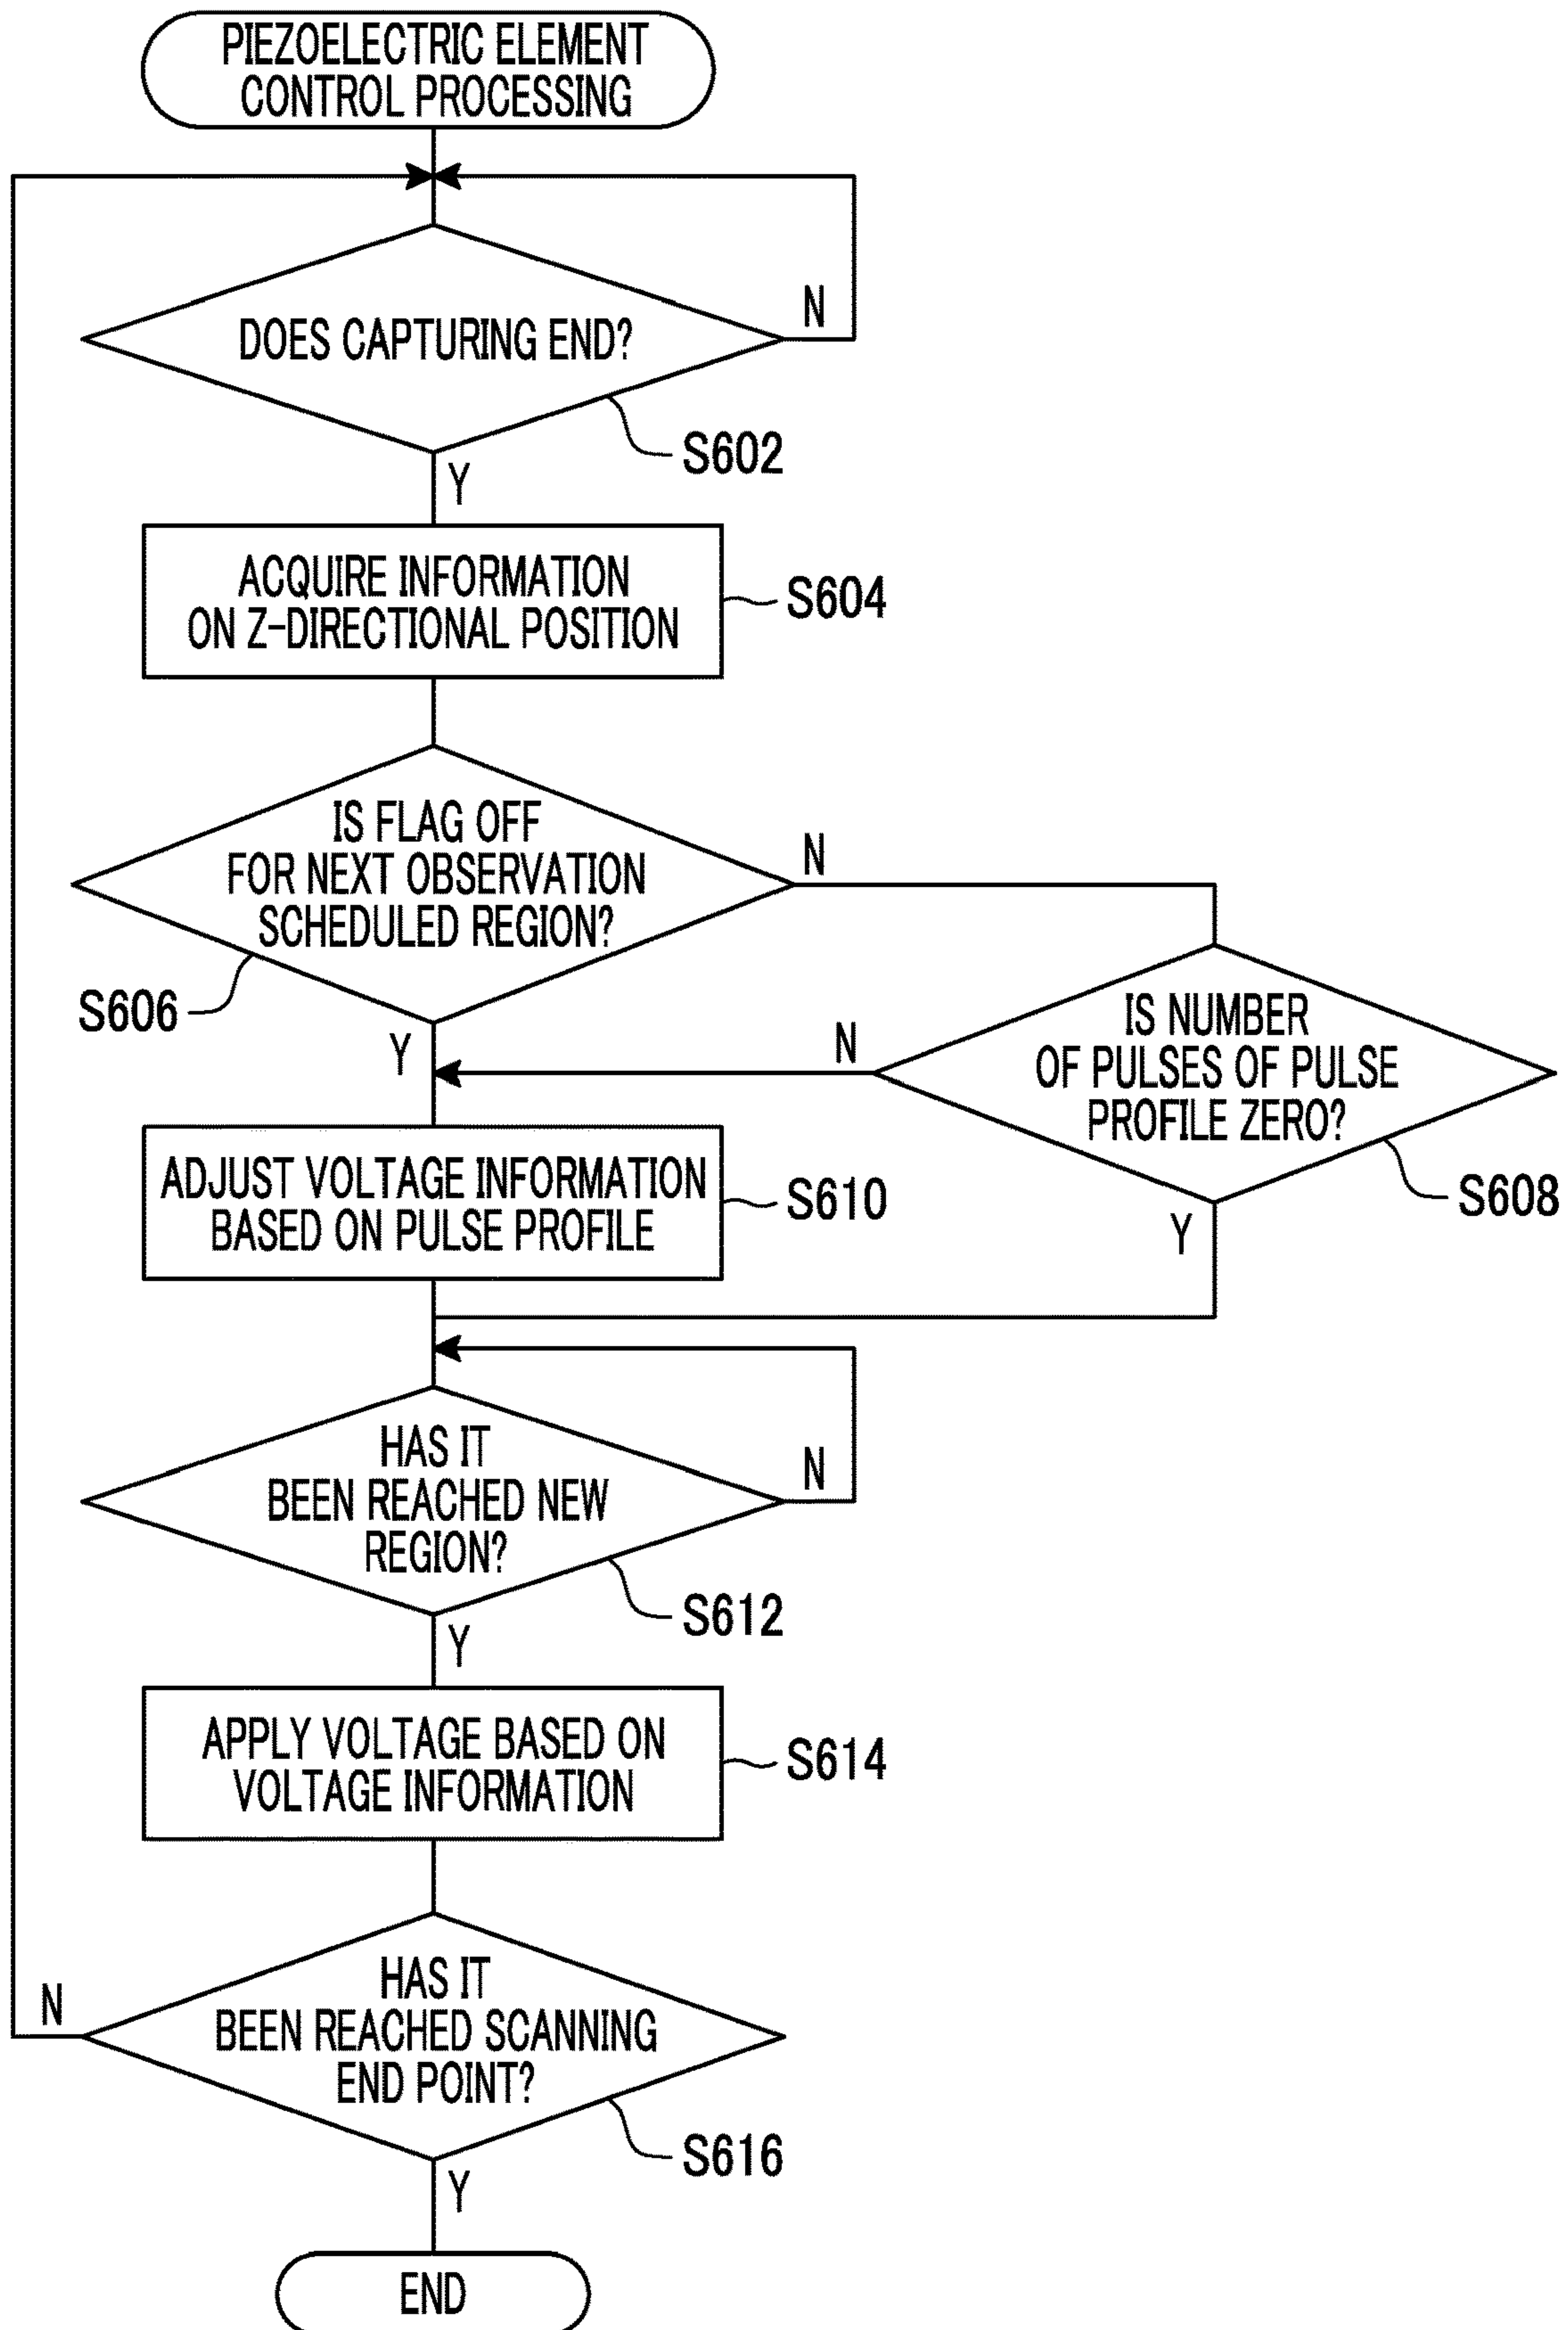 PIEZOELECTRIC ELEMENT
CONTROL PROCESSING
N
DOES CAPTURING END?
S602
Y
ACQUIRE INFORMATION
ON Z-DIRECTIONAL POSITION
S604
IS FLAG OFF
FOR NEXT OBSERVATION
SCHEDULED REGION?
N
S606
Y
N
IS NUMBER
OF PULSES OF PULSE
PROFILE ZERO?
S608
Y
ADJUST VOLTAGE INFORMATION
BASED ON PULSE PROFILE
S610
HAS IT
BEEN REACHED NEW
REGION?
N
S612
Y
APPLY VOLTAGE BASED ON
VOLTAGE INFORMATION
S614
HAS IT
BEEN REACHED SCANNING
END POINT?
N
S616
Y
END